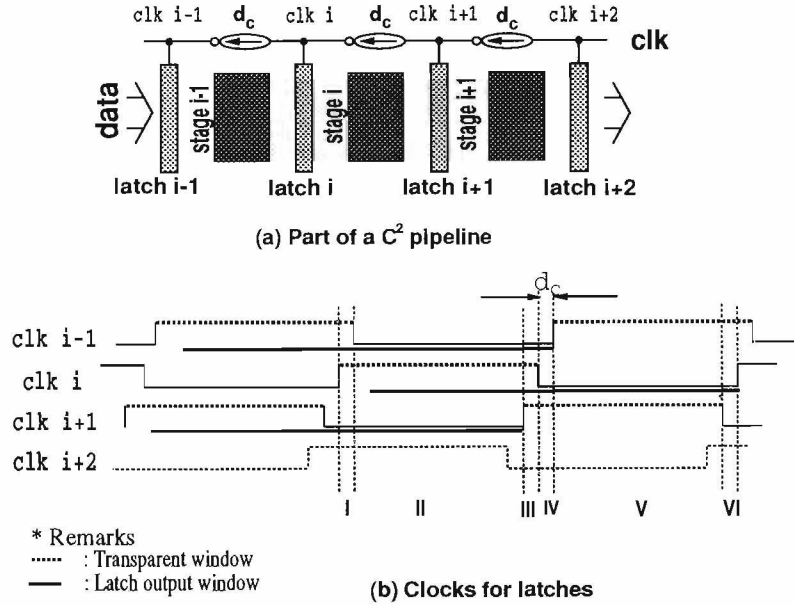 clk i-1 d_c clk i d_c clk i+1 d_c clk i+2
clk
data
stage i-1
stage i
stage i+1
latch i-1 latch i latch i+1 latch i+2
(a) Part of a C² pipeline
d_c
clk i-1
clk i
clk i+1
clk i+2
I II III IV V VI
* Remarks
: Transparent window
: Latch output window
(b) Clocks for latches